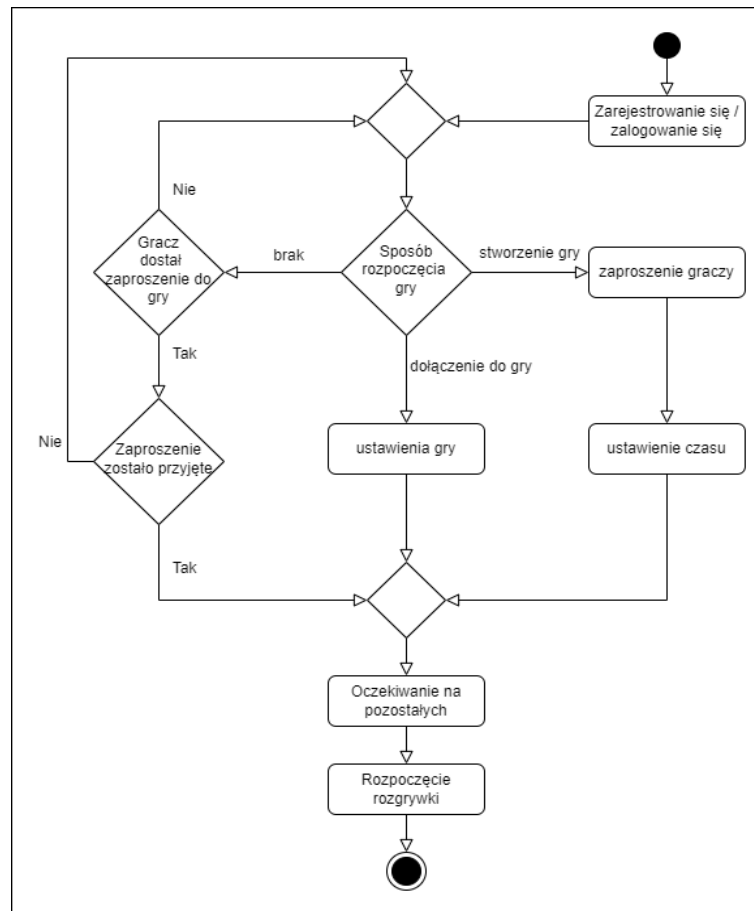 Zarejestrowanie się /
zalogowanie się
Nie
Gracz
dostał
zaproszenie do
gry
brak
Sposób
rozpoczęcia
gry
stworzenie gry
zaproszenie graczy
Tak
dołączenie do gry
Nie
Zaproszenie
zostało przyjęte
ustawienia gry
ustawienie czasu
Tak
Oczekiwanie na
pozostałych
Rozpoczęcie
rozgrywki